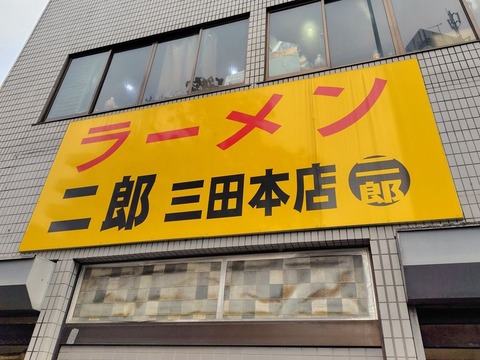 ラーメン
二郎 三田本店 二郎